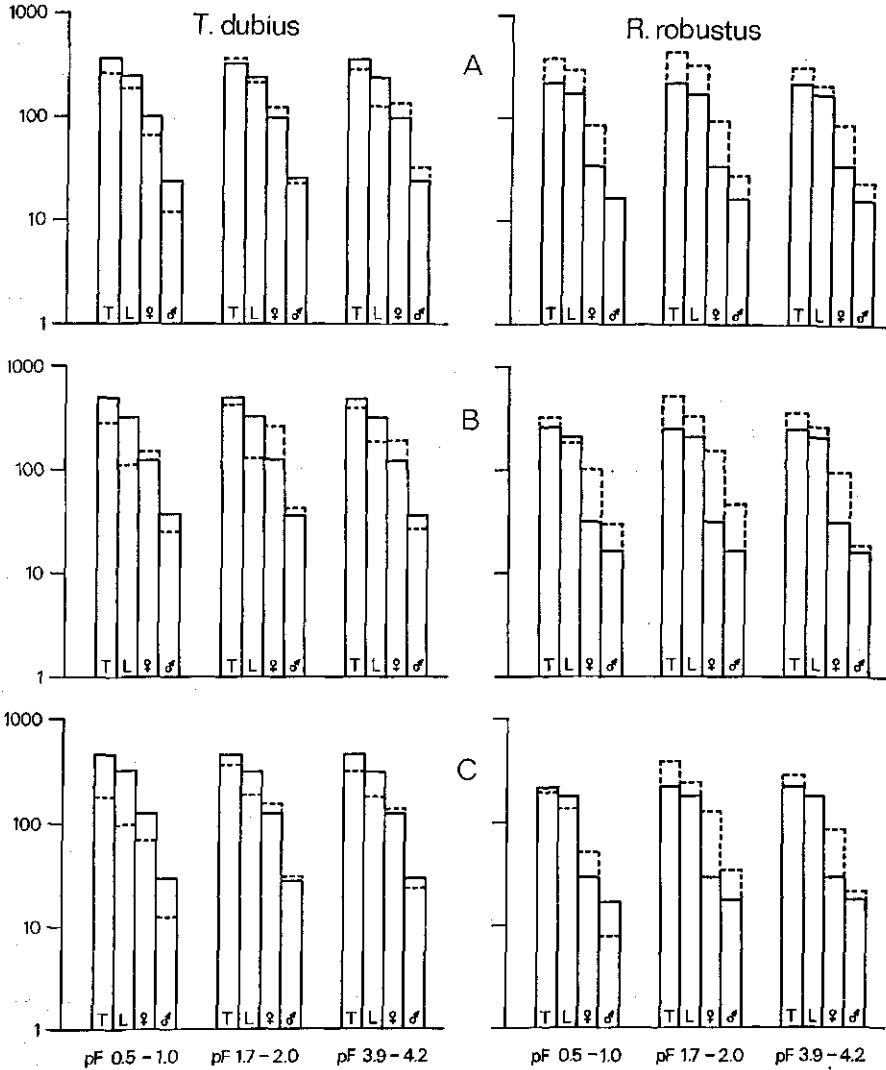 T. dubius
R. robustus
1000
100
10
1
A
T L ♀ ♂
T L ♀ ♂
T L ♀ ♂
T L ♀ ♂
T L ♀ ♂
T L ♀ ♂
1000
100
10
1
B
T L ♀ ♂
T L ♀ ♂
T L ♀ ♂
T L ♀ ♂
T L ♀ ♂
T L ♀ ♂
1000
100
10
1
C
T L ♀ ♂
T L ♀ ♂
T L ♀ ♂
T L ♀ ♂
T L ♀ ♂
T L ♀ ♂
pF 0.5 – 1.0
pF 1.7 – 2.0
pF 3.9 – 4.2
pF 0.5 – 1.0
pF 1.7 – 2.0
pF 3.9 – 4.2